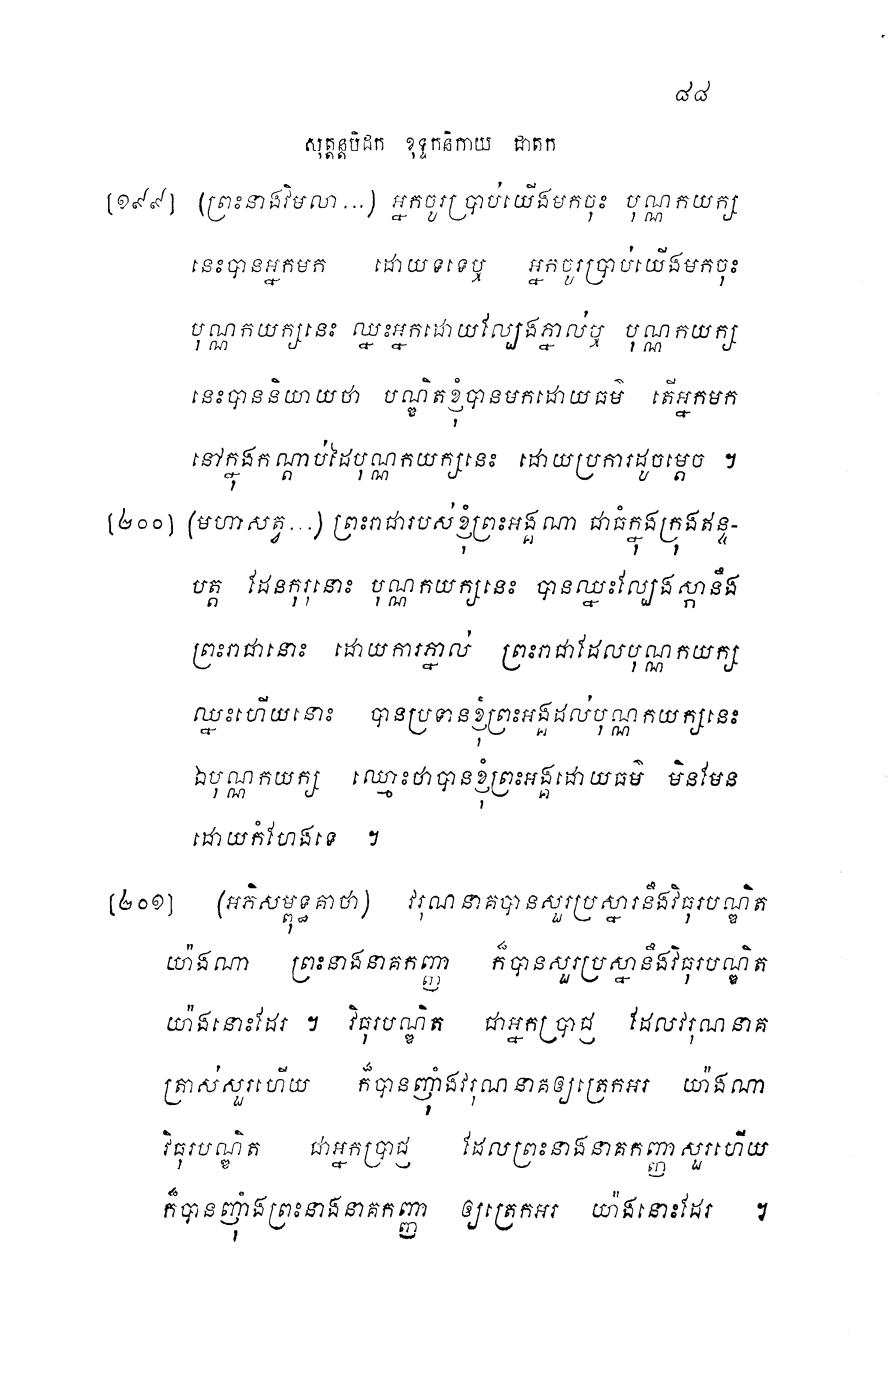 ៨៨
សុត្តន្តបិដក ខុទ្ទកនិកាយ ជាតក
[១៩៩] (ព្រះនាងវិមលា...) អ្នកចូរប្រាប់យើងមកចុះ បុណ្ណកយក្ស
នេះបានអ្នកមក ដោយទទេឬ អ្នកចូរប្រាប់យើងមកចុះ
បុណ្ណកយក្សនេះ ឈ្នះអ្នកដោយល្បែងភ្នាល់ឬ បុណ្ណកយក្ស
នេះបាននិយាយថា បណ្ឌិតខ្ញុំបានមកដោយធម៌ តើអ្នកមក
នៅក្នុងកណ្តាប់ដៃបុណ្ណកយក្សនេះ ដោយប្រការដូចម្តេច ។
[២០០] (មហាសត្វ...) ព្រះរាជារបស់ខ្ញុំព្រះអង្គណា ជាធំក្នុងក្រុងឥន្ទ-
បត្ត ដែនកុរុនោះ បុណ្ណកយក្សនេះ បានឈ្នះល្បែងស្កានឹង
ព្រះរាជានោះ ដោយការភ្នាល់ ព្រះរាជាដែលបុណ្ណកយក្ស
ឈ្នះហើយនោះ បានប្រទានខ្ញុំព្រះអង្គដល់បុណ្ណកយក្សនេះ
ឯបុណ្ណកយក្ស ឈ្មោះថាបានខ្ញុំព្រះអង្គដោយធម៌ មិនមែន
ដោយកំហែងទេ ។
[២០១] (អភិសម្ពុទ្ធគាថា) វរុណនាគបានសួរប្រស្នារនឹងវិធុរបណ្ឌិត
យ៉ាងណា ព្រះនាងនាគកញ្ញា ក៏បានសួរប្រស្នានឹងវិធុរបណ្ឌិត
យ៉ាងនោះដែរ ។ វិធុរបណ្ឌិត ជាអ្នកប្រាជ្ញ ដែលវរុណនាគ
ត្រាស់សួរហើយ ក៏បានញ៉ាំងវរុណនាគឲ្យត្រេកអរ យ៉ាងណា
វិធុរបណ្ឌិត ជាអ្នកប្រាជ្ញ ដែលព្រះនាងនាគកញ្ញាសួរហើយ
ក៏បានញ៉ាំងព្រះនាងនាគកញ្ញា ឲ្យត្រេកអរ យ៉ាងនោះដែរ ។